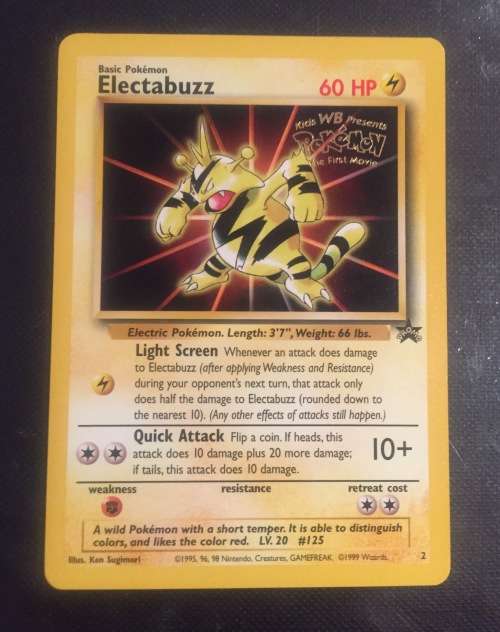 Basic Pokémon
Electabuzz 60 HP
Kids WB Presents
POKéMON
The First Movie
Electric Pokémon. Length: 3'7", Weight: 66 lbs.
Light Screen Whenever an attack does damage
to Electabuzz (after applying Weakness and Resistance)
during your opponent's next turn, that attack only
does half the damage to Electabuzz (rounded down to
the nearest 10). (Any other effects of attacks still happen.)
Quick Attack Flip a coin. If heads, this
attack does 10 damage plus 20 more damage;
if tails, this attack does 10 damage.
10+
weakness resistance retreat cost
A wild Pokémon with a short temper. It is able to distinguish
colors, and likes the color red. LV. 20 #125
Illus. Ken Sugimori ©1995, 96, 98 Nintendo, Creatures, GAMEFREAK. ©1999 Wizards. 2